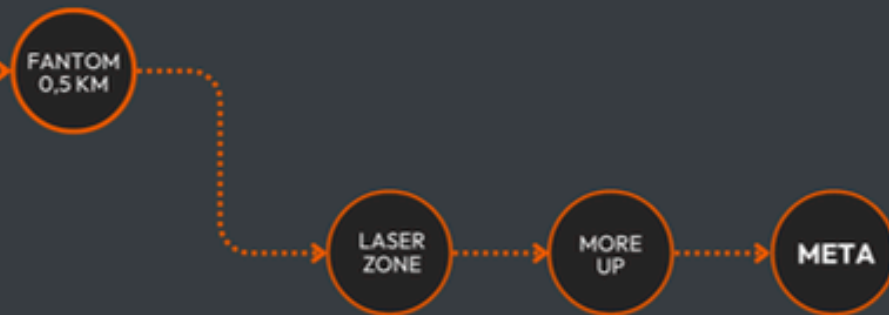 FANTOM
0,5 KM
LASER
ZONE
MORE
UP
META